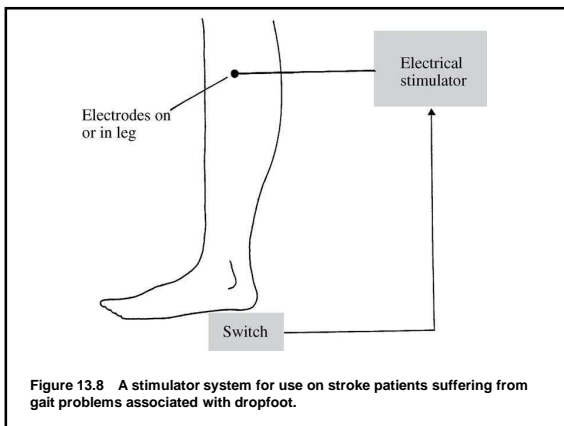 Electrical
stimulator
Electrodes on
or in leg
Switch
Figure 13.8 A stimulator system for use on stroke patients suffering from
gait problems associated with dropfoot.